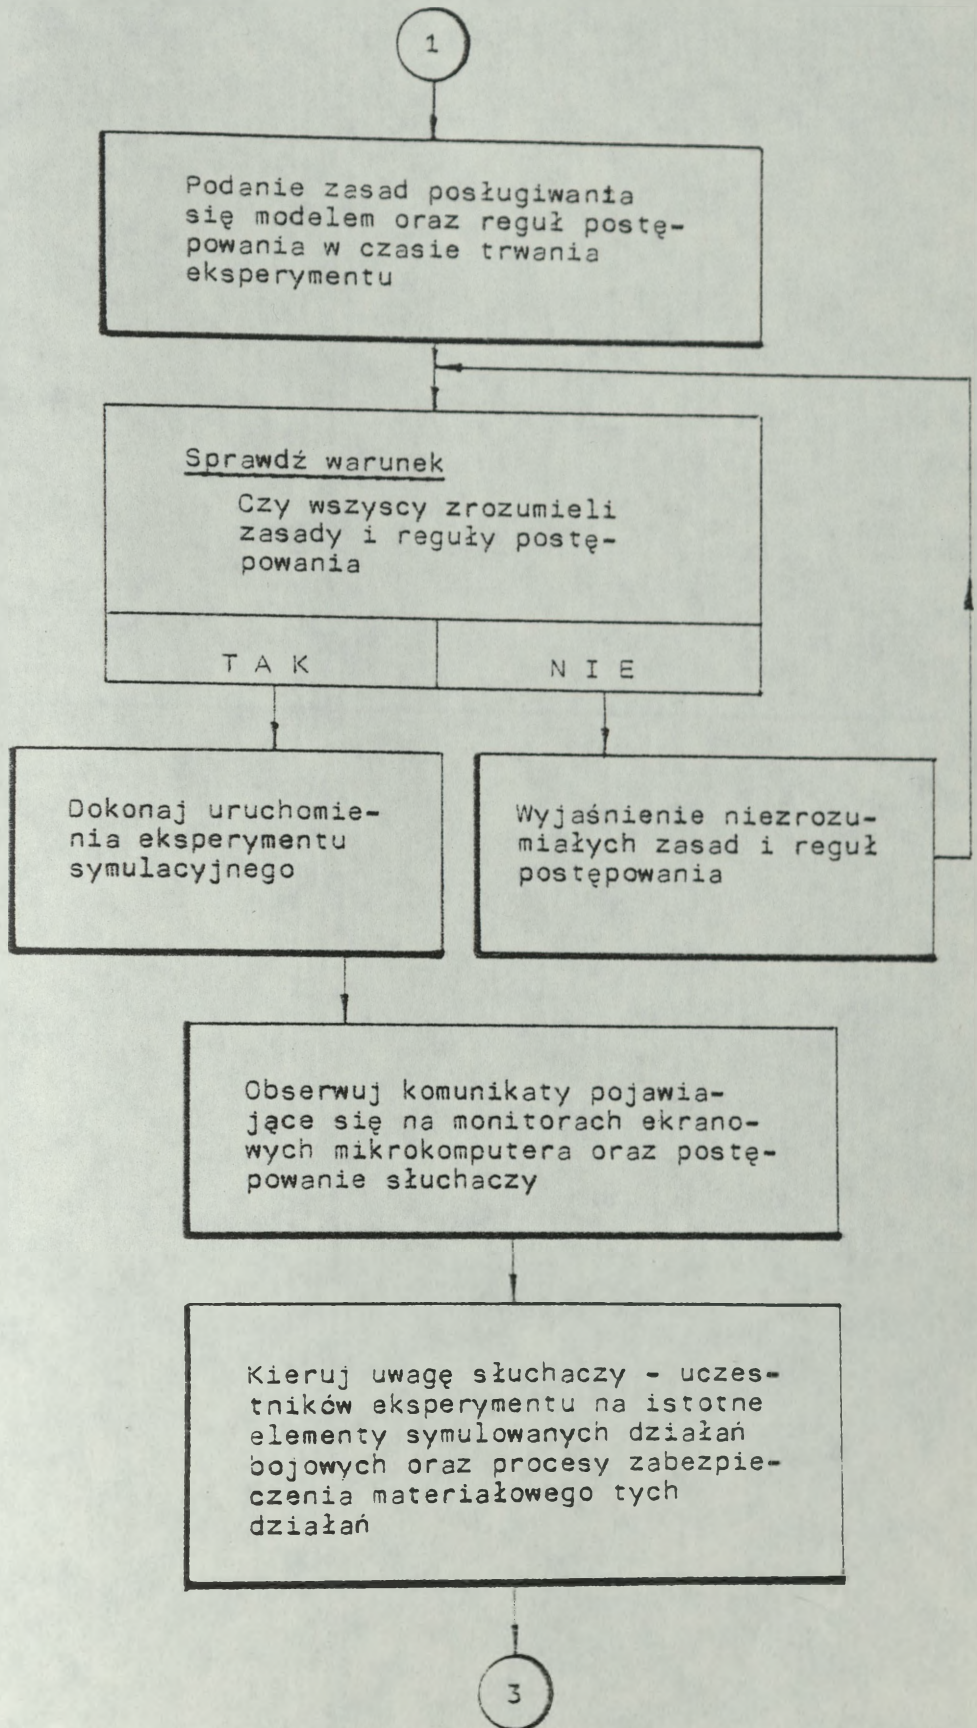 1
Podanie zasad posługiwania
się modelem oraz reguł postę-
powania w czasie trwania
eksperymentu
Sprawdź warunek
Czy wszyscy zrozumieli
zasady i reguły postę-
powania
T A K
N I E
Dokonaj uruchomie-
nia eksperymentu
symulacyjnego
Wyjaśnienie niezrozu-
miałych zasad i reguł
postępowania
Obserwuj komunikaty pojawia-
jące się na monitorach ekrano-
wych mikrokomputera oraz postę-
powanie słuchaczy
Kieruj uwagę słuchaczy - uczes-
tników eksperymentu na istotne
elementy symulowanych działań
bojowych oraz procesy zabezpie-
czenia materiałowego tych
działań
3